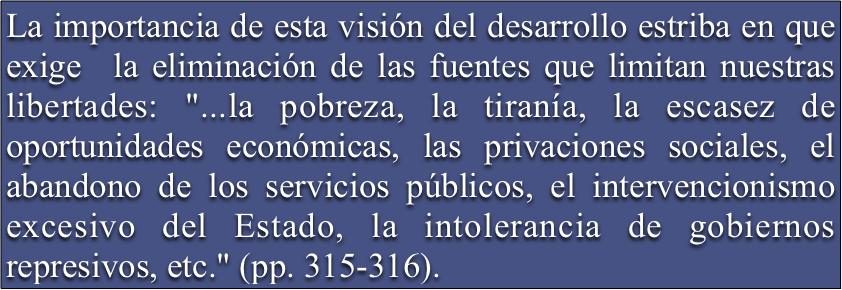 La importancia de esta visión del desarrollo estriba en que
exige la eliminación de las fuentes que limitan nuestras
libertades: "...la pobreza, la tiranía, la escasez de
oportunidades económicas, las privaciones sociales, el
abandono de los servicios públicos, el intervencionismo
excesivo del Estado, la intolerancia de gobiernos
represivos, etc." (pp. 315-316).